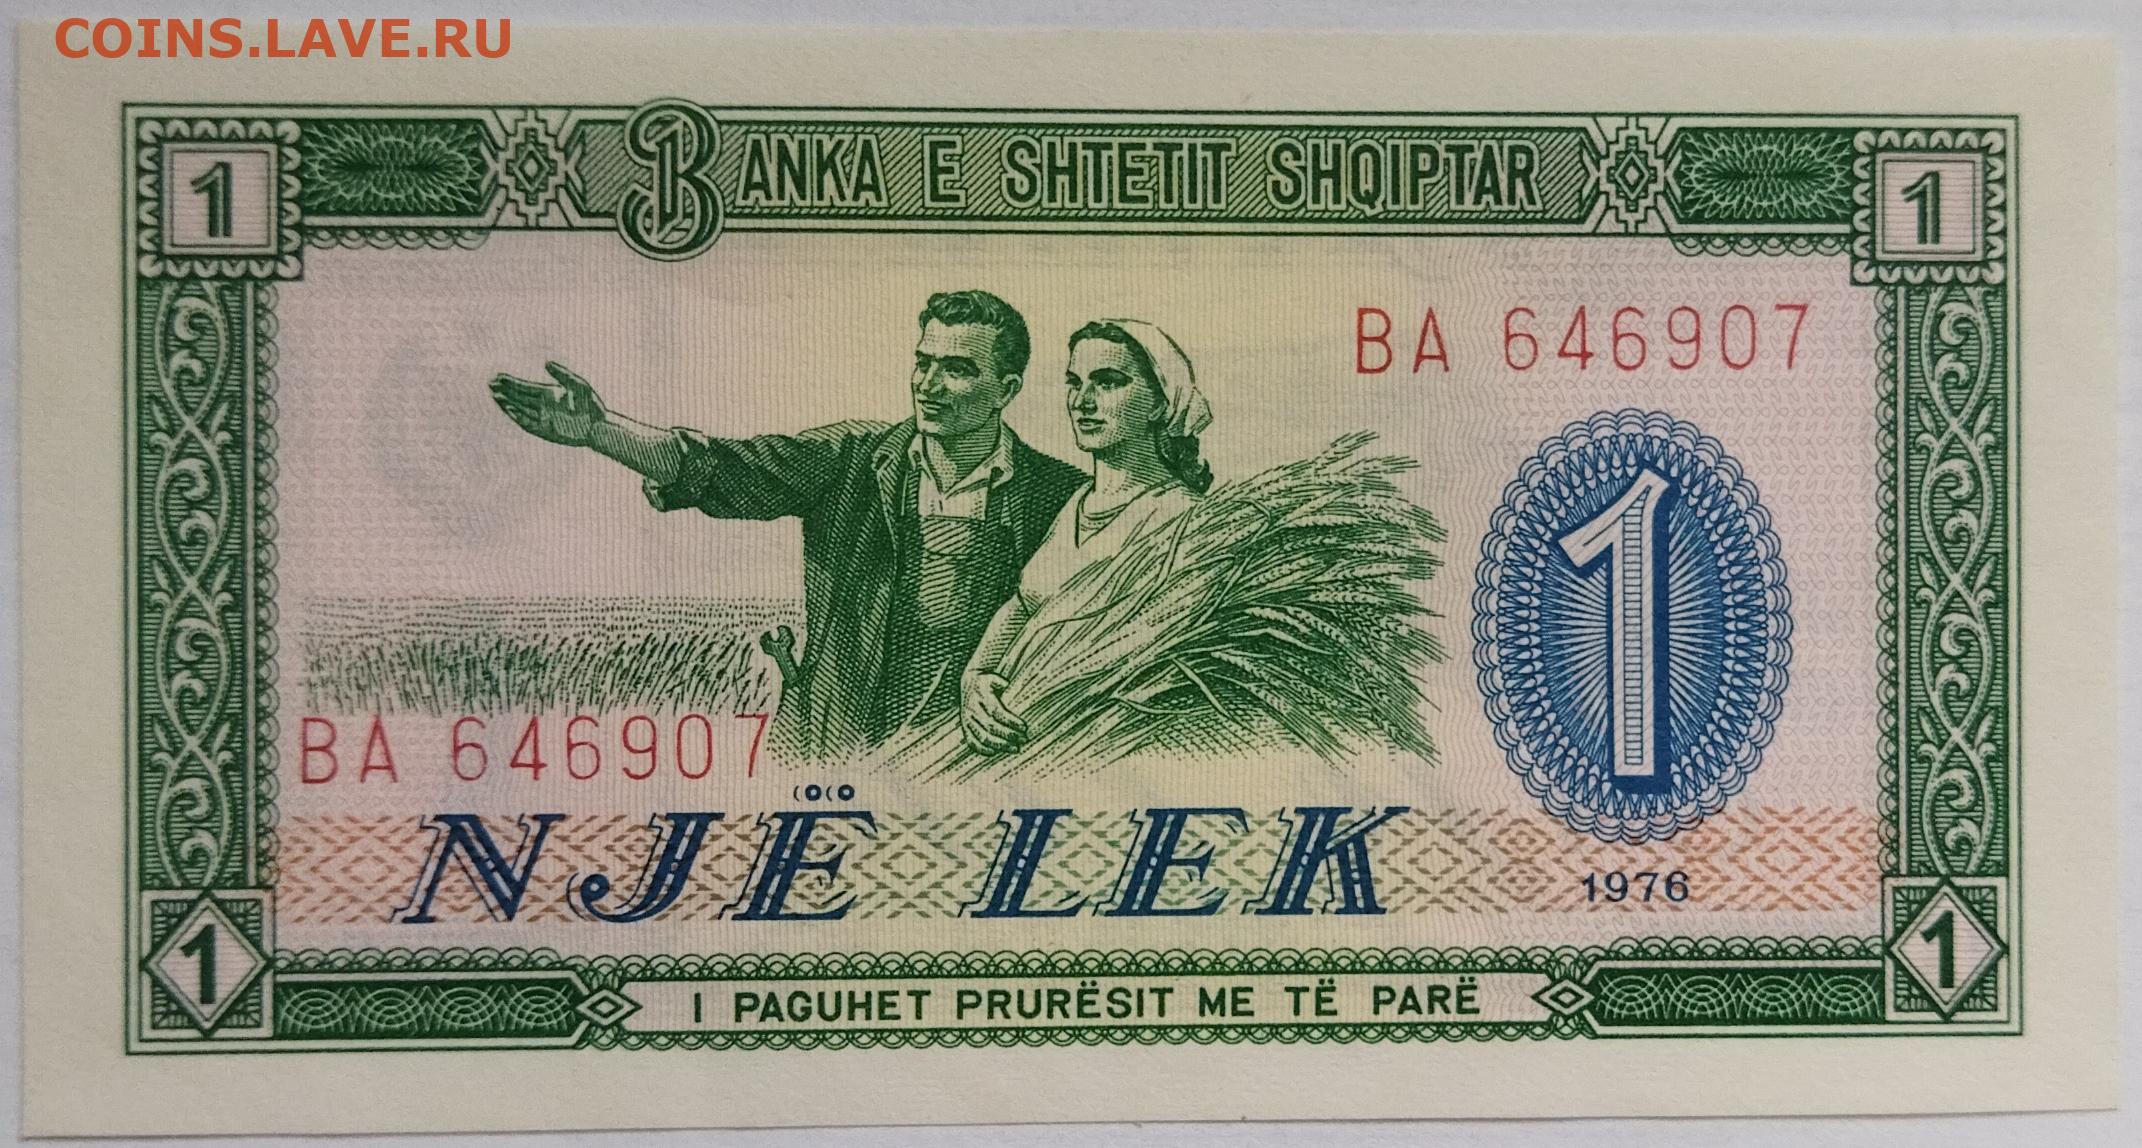 COINS.LAVE.RU
1 BANKA E SHTETIT SHQIPTAR 1
BA 646907
1
BA 646907
NJË LEK
1976
1 I PAGUHET PRURËSIT ME TË PARË 1